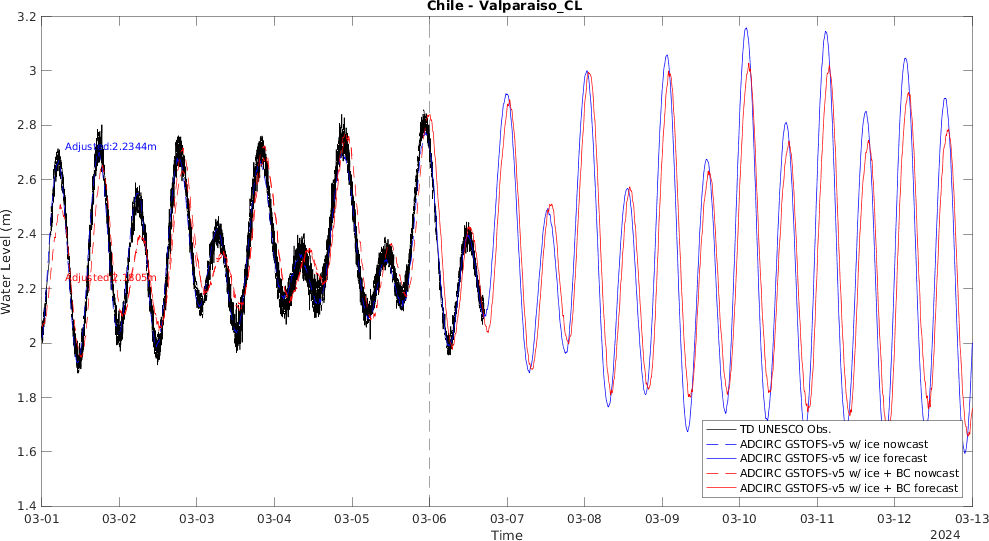 Chile - Valparaiso_CL
3.2
3
2.8
2.6
2.4
2.2
2
1.8
1.6
1.4
Water Level (m)
Adjusted:2.2344m
TD UNESCO Obs.
ADCIRC GSTOFS-v5 w/ ice nowcast
ADCIRC GSTOFS-v5 w/ ice forecast
ADCIRC GSTOFS-v5 w/ ice + BC nowcast
ADCIRC GSTOFS-v5 w/ ice + BC forecast
03-01 03-02 03-03 03-04 03-05 03-06 03-07 03-08 03-09 03-10 03-11 03-12 03-13
Time
2024